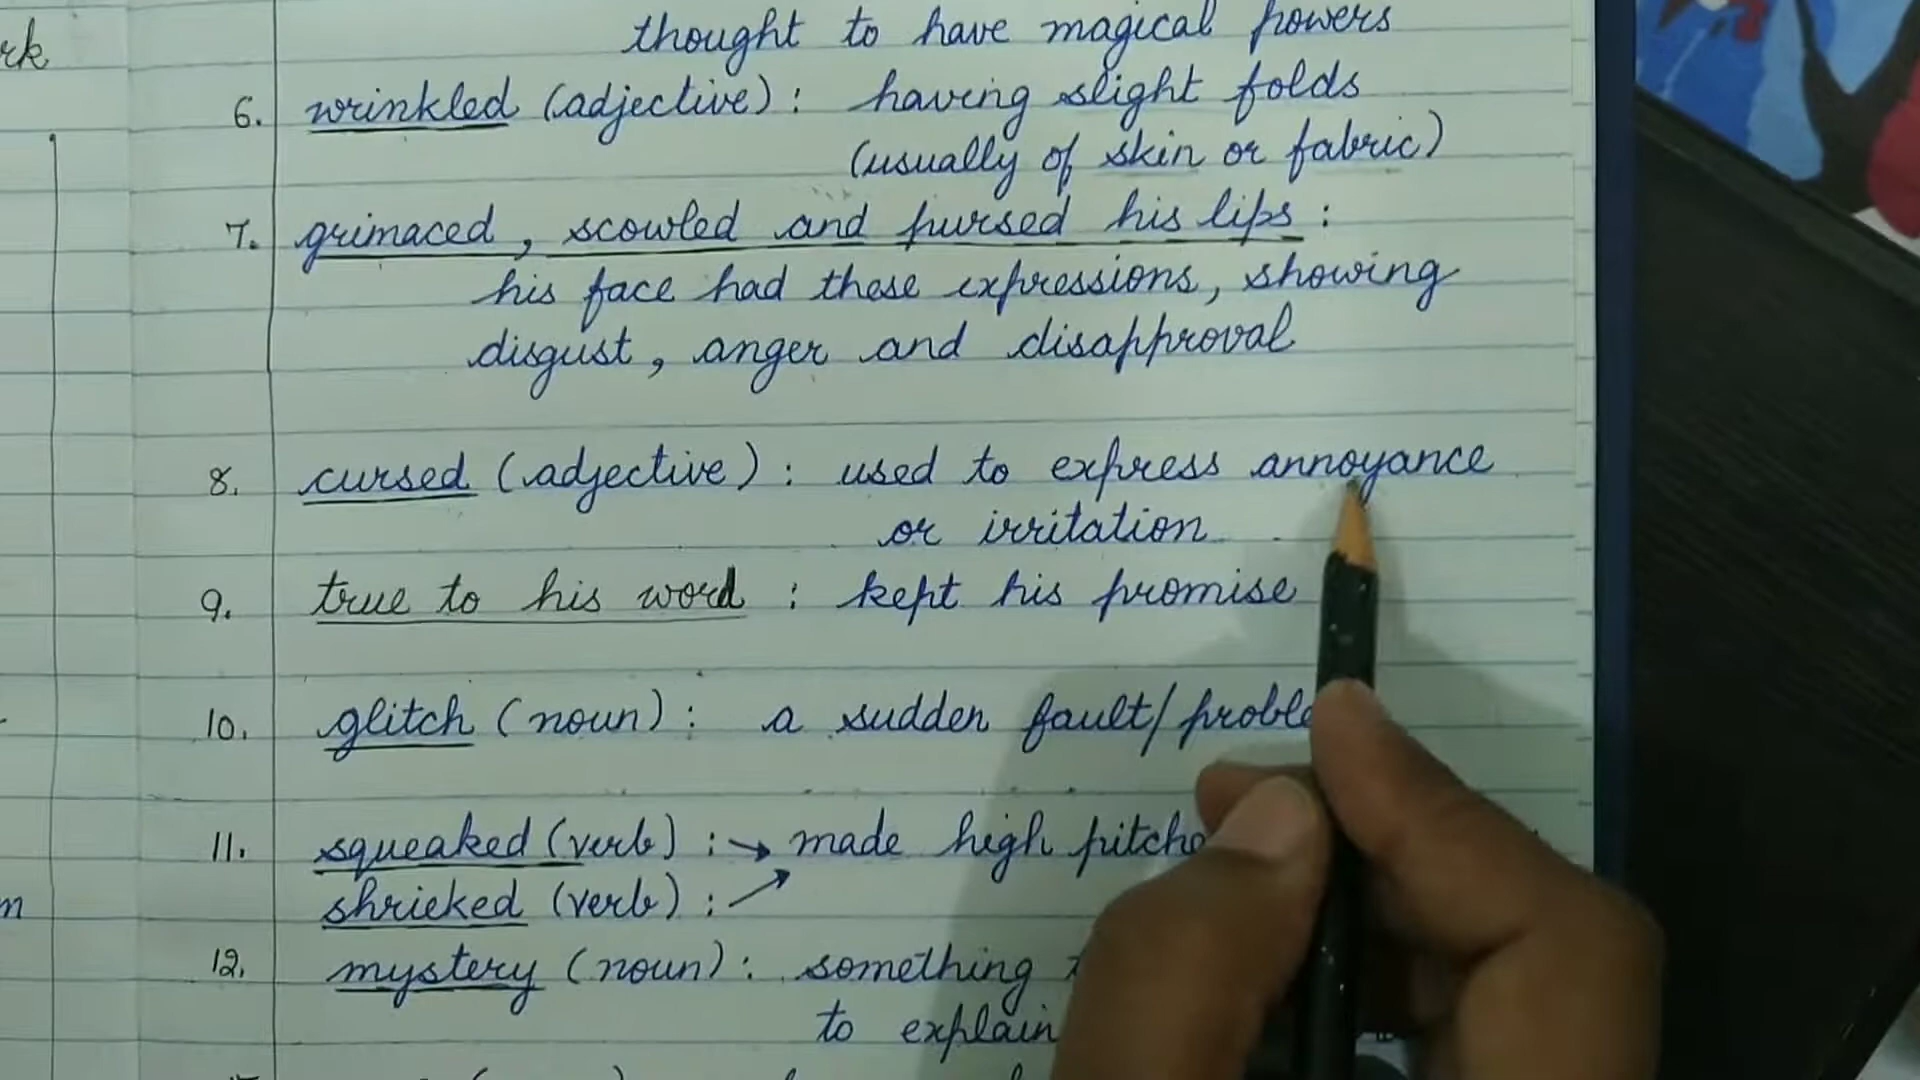 rk
thought to have magical powers
6. wrinkled (adjective) : having slight folds
(usually of skin or fabric)
7. grimaced, scowled and pursed his lips :
his face had these expressions, showing
disgust, anger and disapproval
8. cursed (adjective) : used to express annoyance
or irritation
9. true to his word : kept his promise
10. glitch (noun) : a sudden fault/
11. squeaked (verb) : → made high
shrieked (verb) : →
12. mystery (noun) : something
to explain